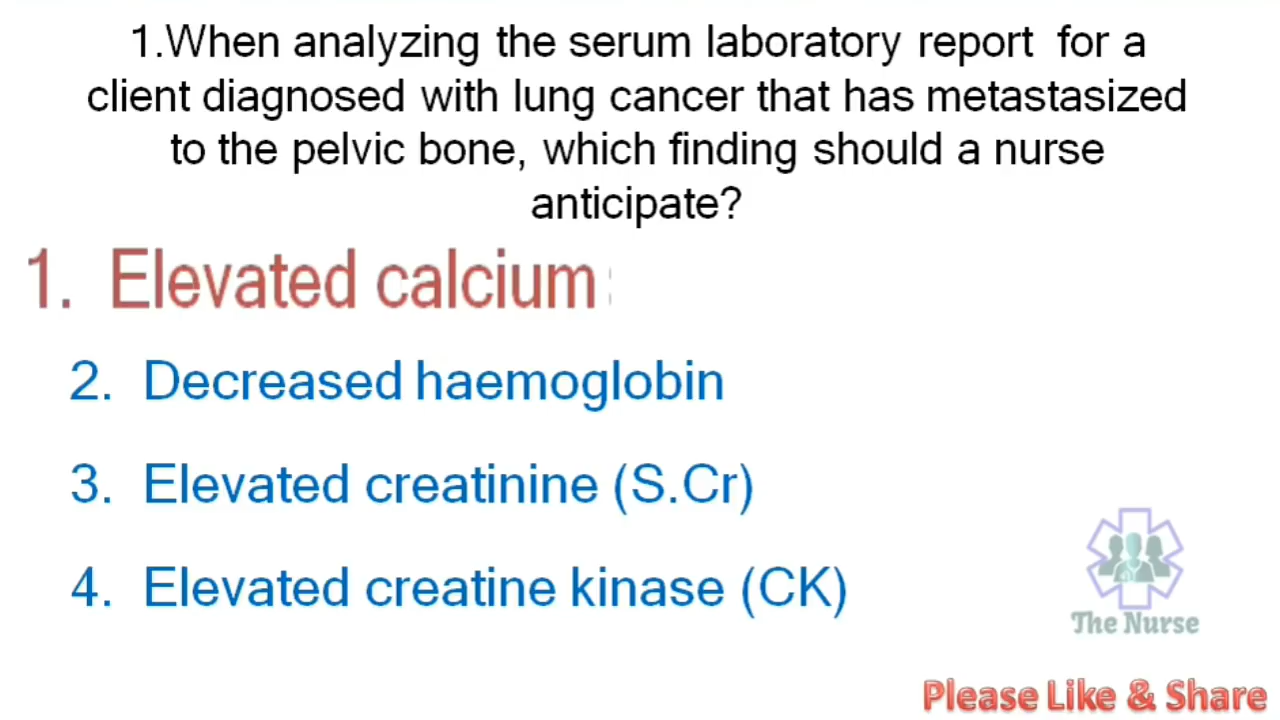 1.When analyzing the serum laboratory report for a
client diagnosed with lung cancer that has metastasized
to the pelvic bone, which finding should a nurse
anticipate?
1. Elevated calcium
2. Decreased haemoglobin
3. Elevated creatinine (S.Cr)
4. Elevated creatine kinase (CK)
The Nurse
Please Like & Share